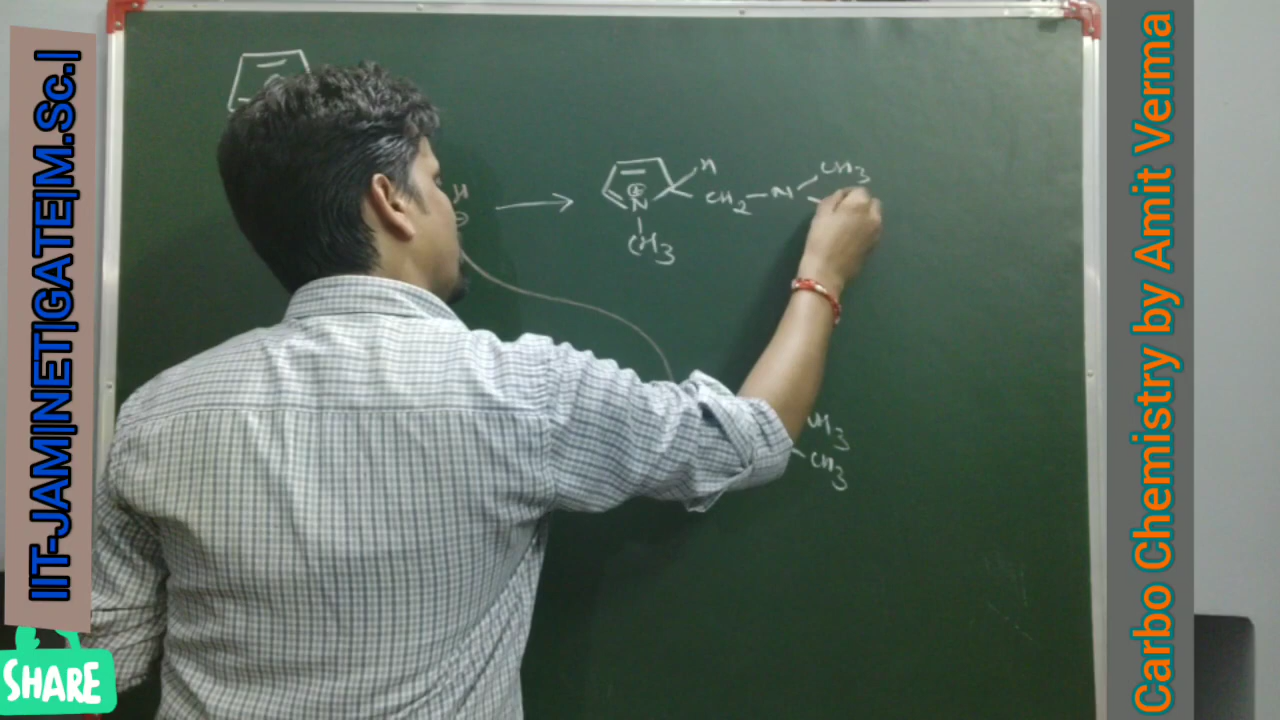 IIT-JAM|NET|GATE|M.Sc.|
Carbo Chemistry by Amit Verma
SHARE
H
⊖
→
H
⊕
N
CH2 — N
CH3
CH3
CH3
CH3